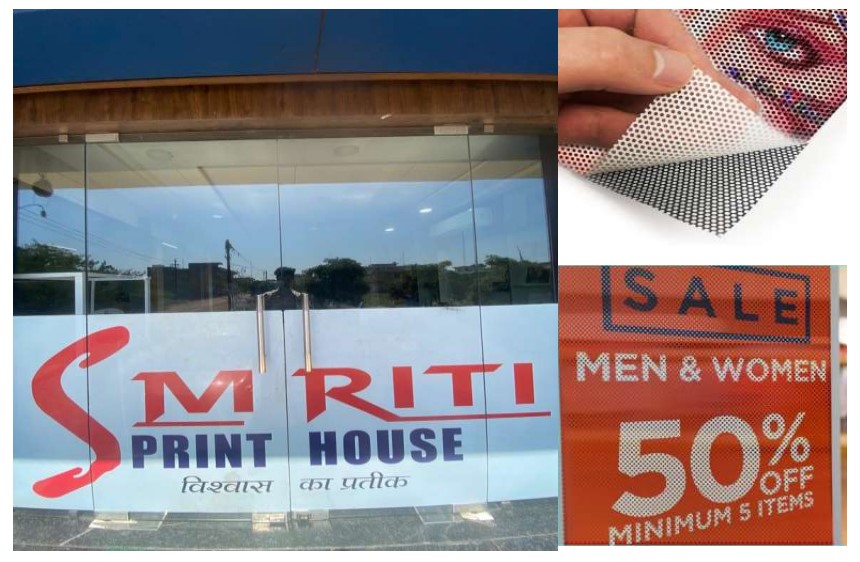 SMRITI
PRINT HOUSE
विश्वास का प्रतीक
SALE
MEN & WOMEN
50% OFF
MINIMUM 5 ITEMS